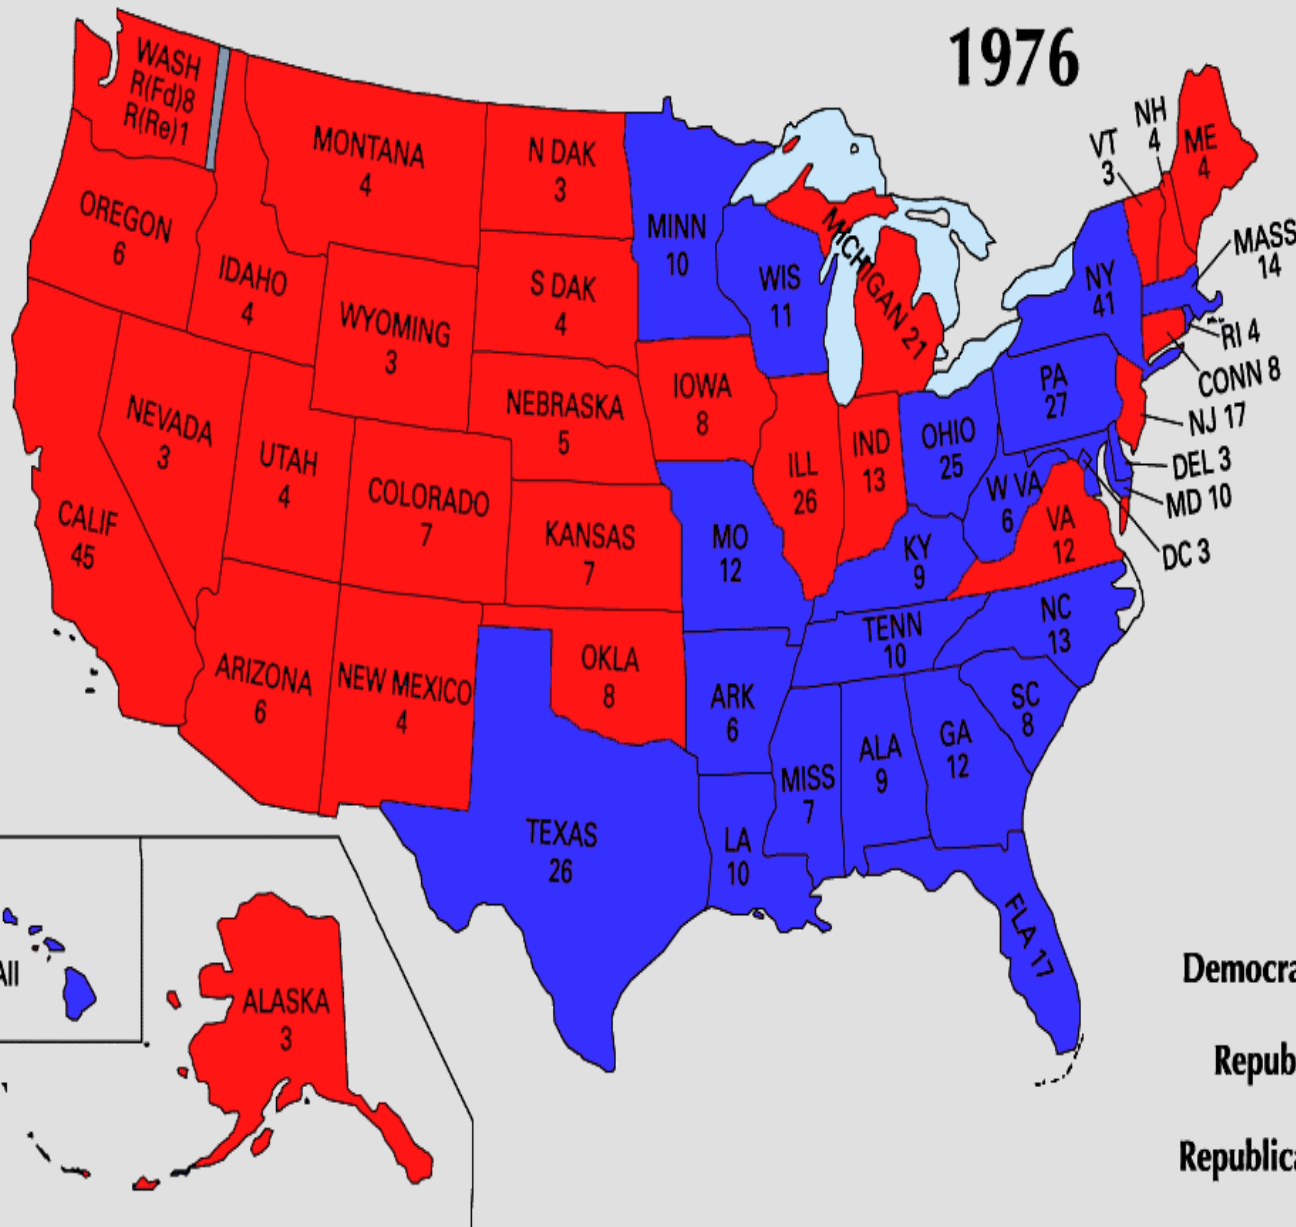 1976
WASH
R(Fd)8
R(Re)1
MONTANA
4
N DAK
3
MINN
10
VT
3
NH
4
ME
4
OREGON
6
IDAHO
4
WYOMING
3
S DAK
4
WIS
11
MICHIGAN 21
NY
41
MASS
14
RI 4
CONN 8
NJ 17
NEVADA
3
UTAH
4
COLORADO
7
NEBRASKA
5
IOWA
8
ILL
26
IND
13
OHIO
25
PA
27
DEL 3
MD 10
DC 3
W VA
6
VA
12
CALIF
45
KANSAS
7
MO
12
KY
9
ARIZONA
6
NEW MEXICO
4
OKLA
8
ARK
6
TENN
10
NC
13
SC
8
TEXAS
26
LA
10
MISS
7
ALA
9
GA
12
FLA 17
AII
ALASKA
3
Democra
Repub
Republica